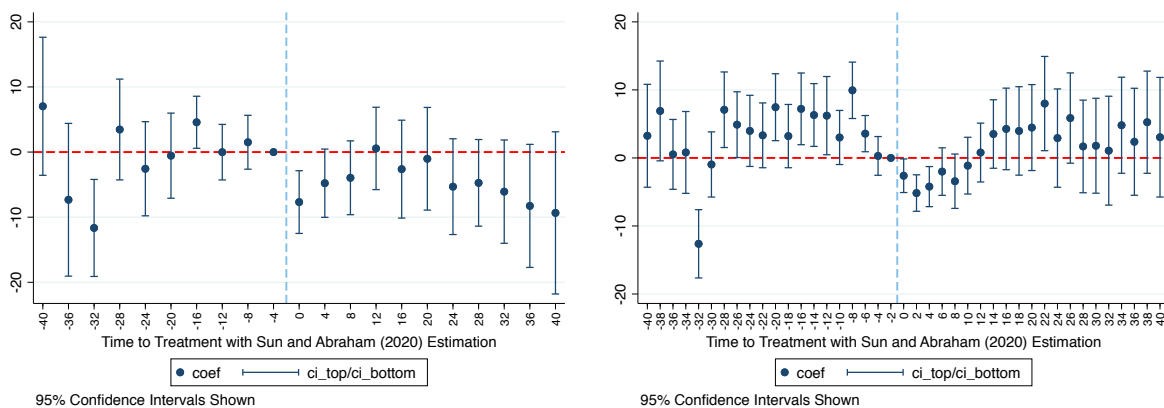 20
10
0
-10
-20
-40 -36 -32 -28 -24 -20 -16 -12 -8 -4 0 4 8 12 16 20 24 28 32 36 40
Time to Treatment with Sun and Abraham (2020) Estimation
coef ci_top/ci_bottom
95% Confidence Intervals Shown
20
10
0
-10
-20
-40 -38 -36 -34 -32 -30 -28 -26 -24 -22 -20 -18 -16 -14 -12 -10 -8 -6 -4 -2 0 2 4 6 8 10 12 14 16 18 20 22 24 26 28 30 32 34 36 38 40
Time to Treatment with Sun and Abraham (2020) Estimation
coef ci_top/ci_bottom
95% Confidence Intervals Shown